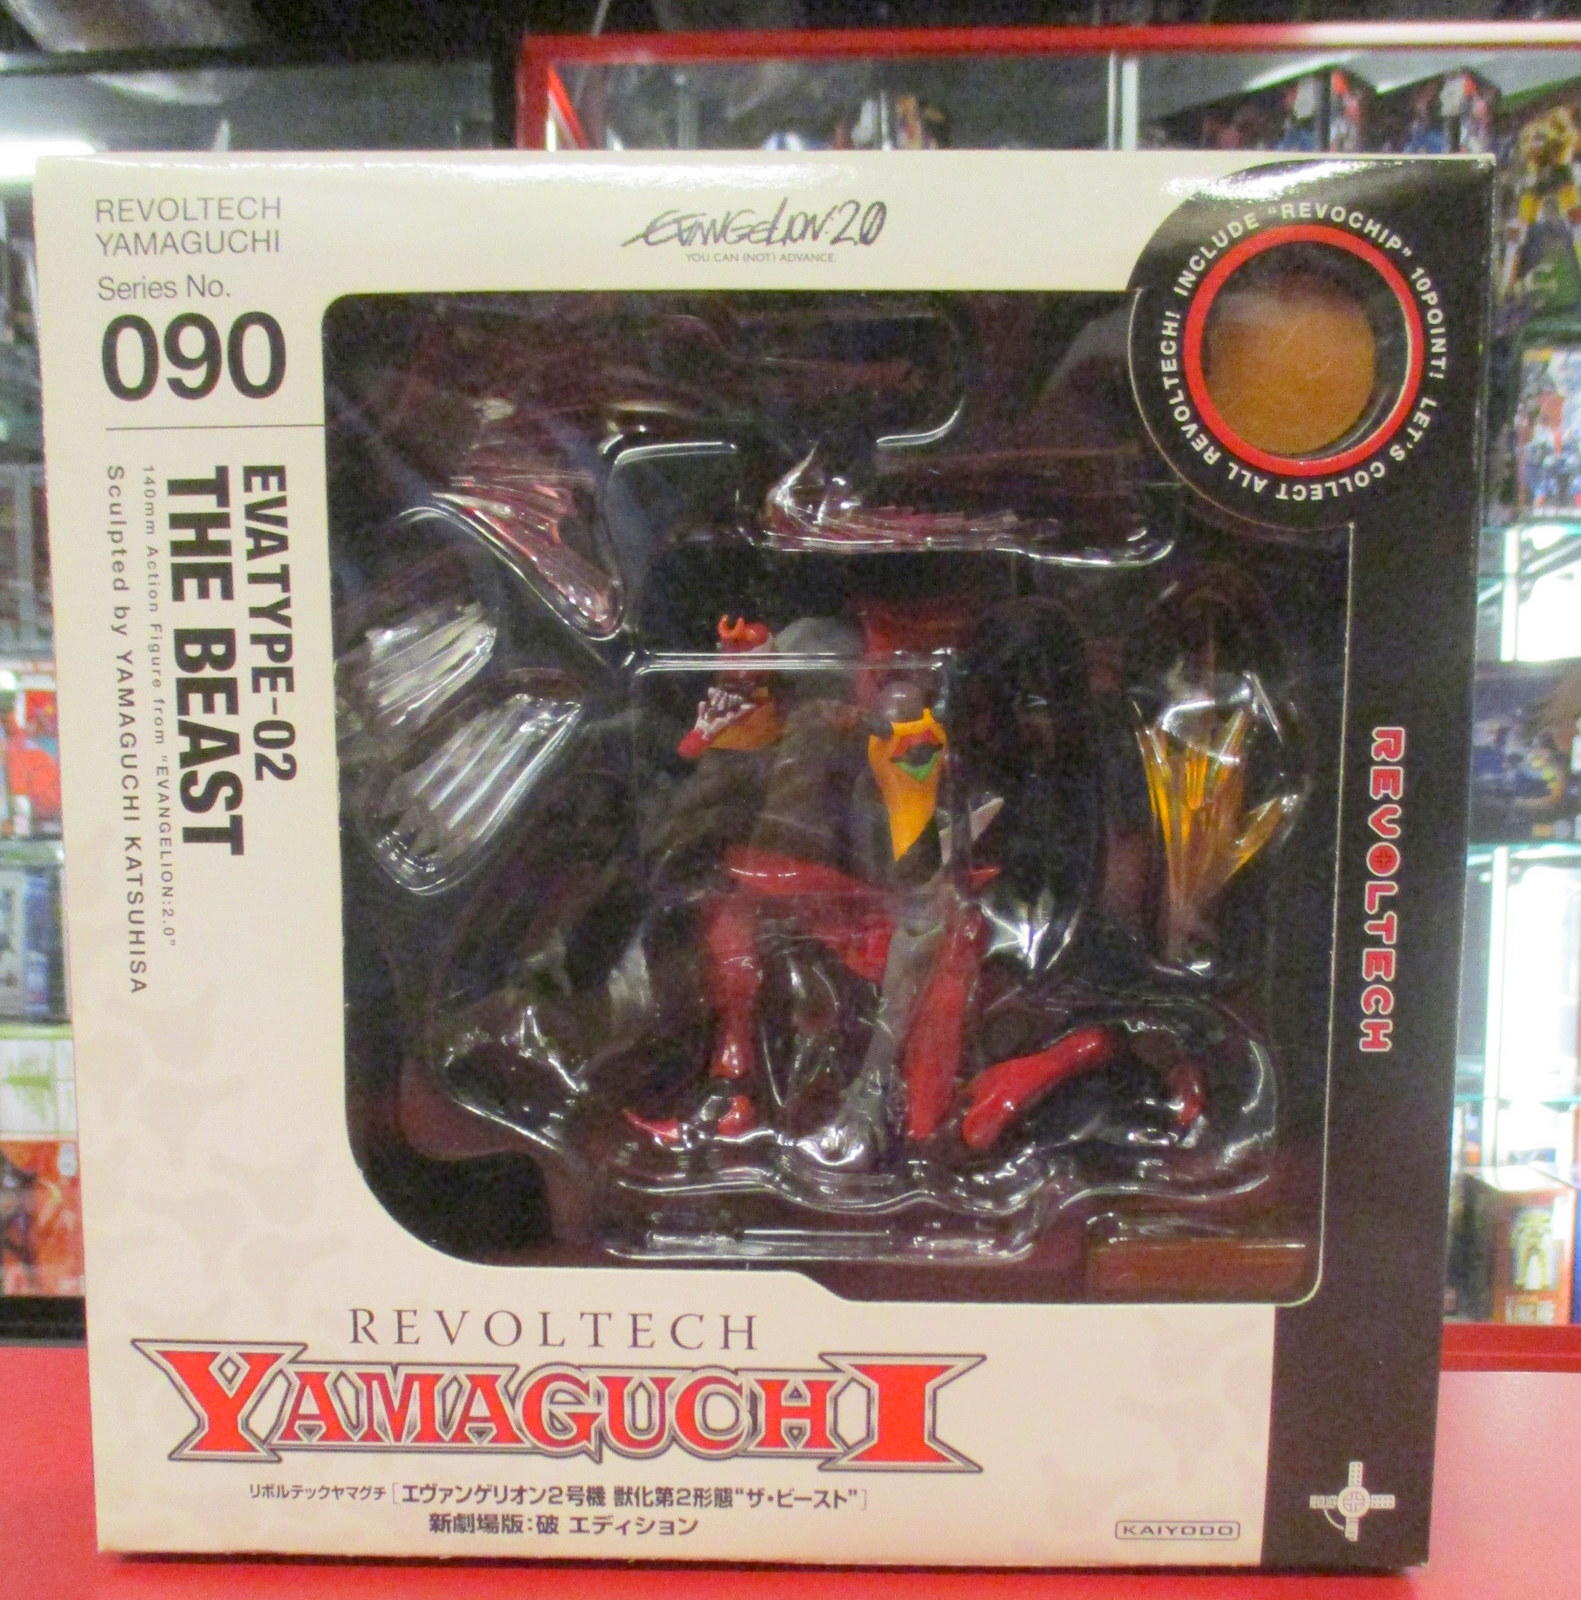 REVOLTECH
YAMAGUCHI
Series No.
090
EVATYPE-02
THE BEAST
140mm Action Figure from "EVANGELION:2.0"
Sculpted by YAMAGUCHI KATSUHISA
EVANGELION:2.0
YOU CAN (NOT) ADVANCE.
INCLUDE "REVOCHIP" 10POINT! LET'S COLLECT ALL REVOLTECH!
REVOLTECH
REVOLTECH
YAMAGUCHI
リボルテックヤマグチ[エヴァンゲリオン2号機 獣化第2形態“ザ・ビースト”]
新劇場版:破 エディション
KAIYODO